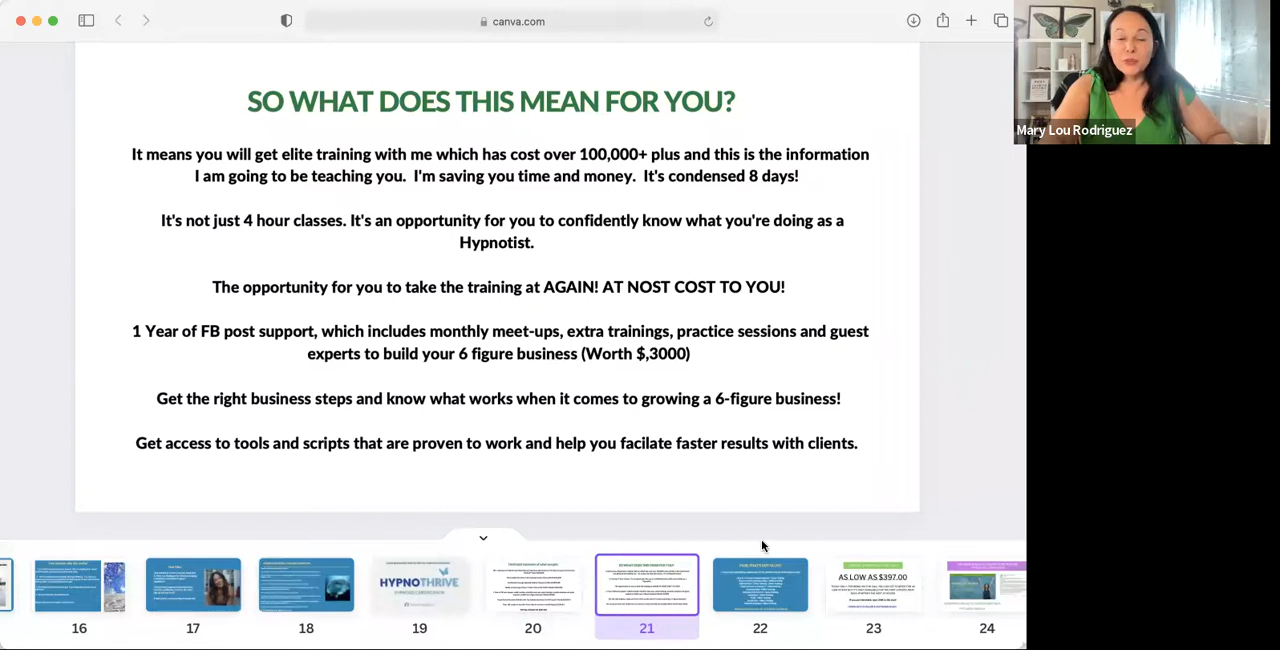 canva.com
Mary Lou Rodriguez
SO WHAT DOES THIS MEAN FOR YOU?
It means you will get elite training with me which has cost over 100,000+ plus and this is the information
I am going to be teaching you. I'm saving you time and money. It's condensed 8 days!
It's not just 4 hour classes. It's an opportunity for you to confidently know what you're doing as a
Hypnotist.
The opportunity for you to take the training at AGAIN! AT NOST COST TO YOU!
1 Year of FB post support, which includes monthly meet-ups, extra trainings, practice sessions and guest
experts to build your 6 figure business (Worth $,3000)
Get the right business steps and know what works when it comes to growing a 6-figure business!
Get access to tools and scripts that are proven to work and help you facilate faster results with clients.
HYPNOTHRIVE
SO WHAT DOES THIS MEAN FOR YOU?
AS LOW AS $397.00
16 17 18 19 20 21 22 23 24